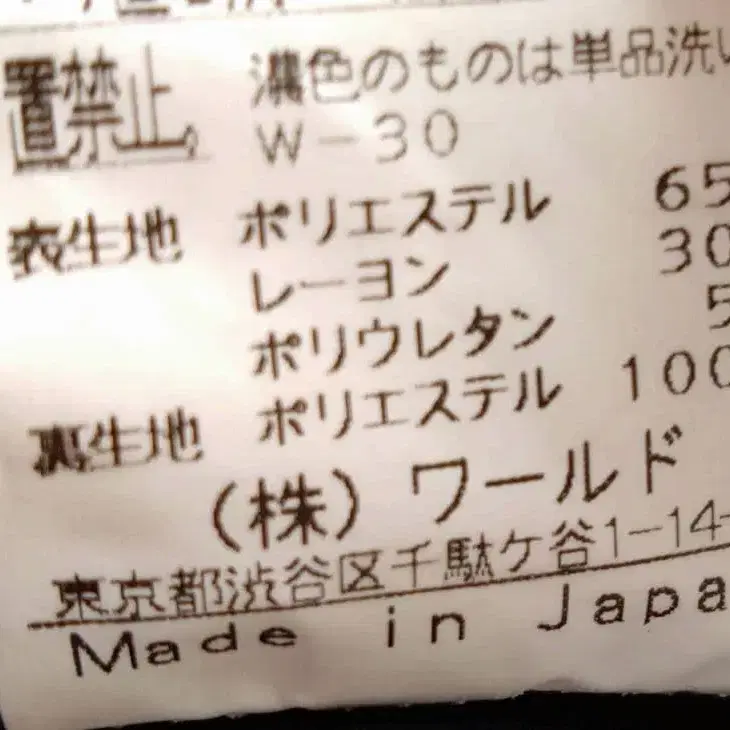 置禁止。 濃色のものは単品洗い
W-30
表生地 ポリエステル 65
レーヨン 30
ポリウレタン 5
裏生地 ポリエステル 100
(株) ワールド
東京都渋谷区千駄ケ谷1-14-
Made in Japa